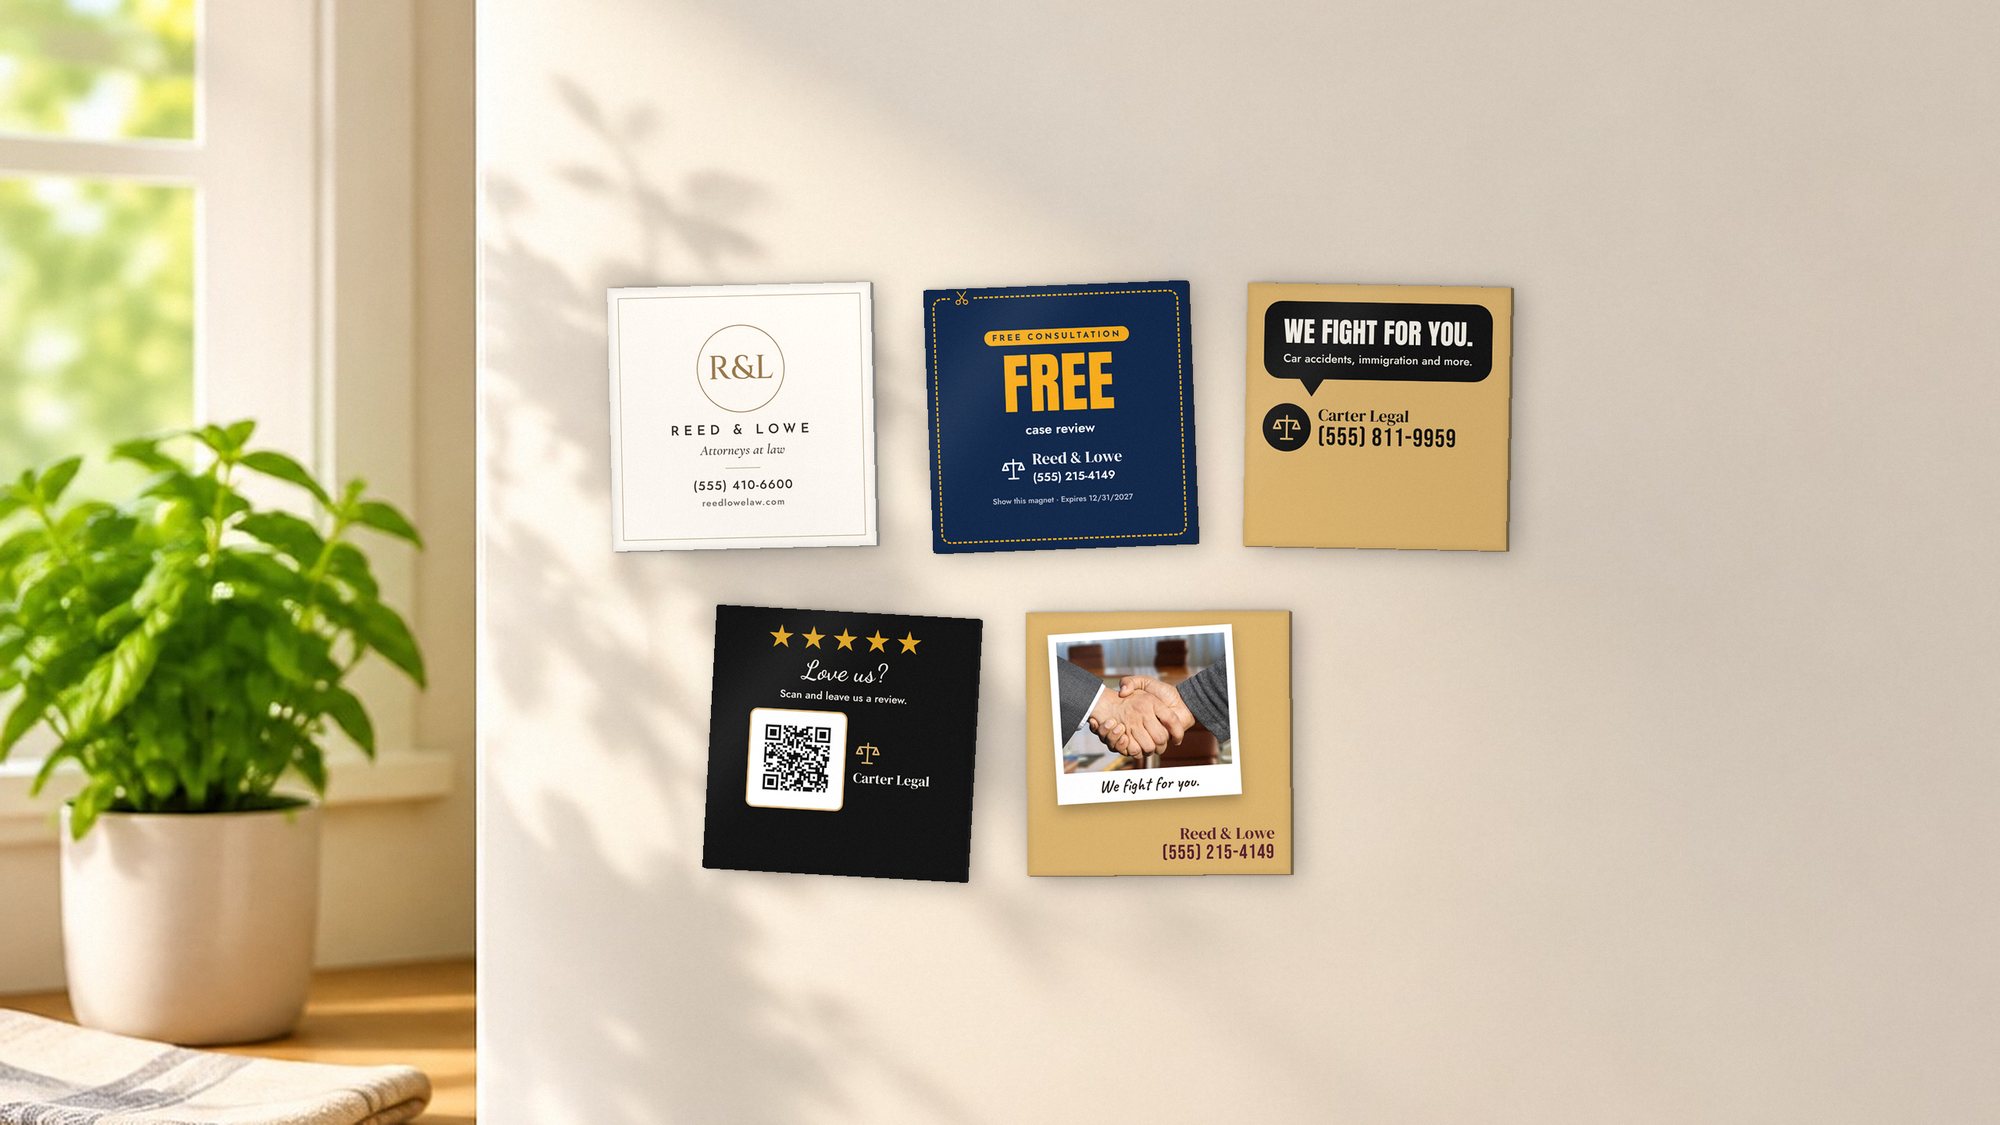 R&L
REED & LOWE
Attorneys at law
(555) 410-6600
reedlowelaw.com
FREE CONSULTATION
FREE
case review
Reed & Lowe
(555) 215-4149
Show this magnet · Expires 12/31/2027
WE FIGHT FOR YOU.
Car accidents, immigration and more.
Carter Legal
(555) 811-9959
Love us?
Scan and leave us a review.
Carter Legal
We fight for you.
Reed & Lowe
(555) 215-4149